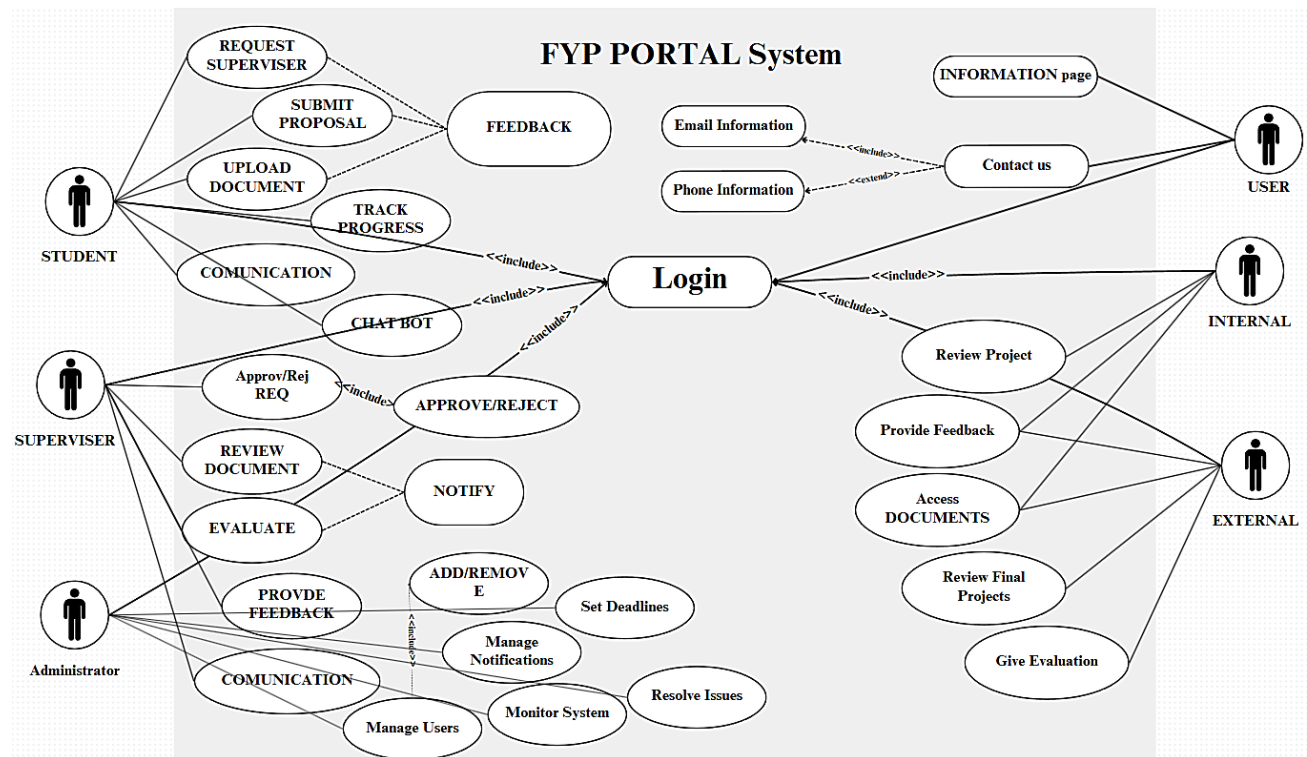 FYP PORTAL System
REQUEST
SUPERVISER
SUBMIT
PROPOSAL
UPLOAD
DOCUMENT
FEEDBACK
TRACK
PROGRESS
STUDENT
COMUNICATION
CHAT BOT
<<include>>
<<include>>
<<include>>
Login
INFORMATION page
Email Information
<<include>>
Contact us
<<extend>>
Phone Information
USER
<<include>>
<<include>>
INTERNAL
Review Project
Provide Feedback
Access
DOCUMENTS
EXTERNAL
Review Final
Projects
Give Evaluation
Approv/Rej
REQ
<<include>>
APPROVE/REJECT
SUPERVISER
REVIEW
DOCUMENT
NOTIFY
EVALUATE
PROVDE
FEEDBACK
ADD/REMOV
E
<<include>>
Set Deadlines
Manage
Notifications
Administrator
COMUNICATION
Resolve Issues
Monitor System
Manage Users